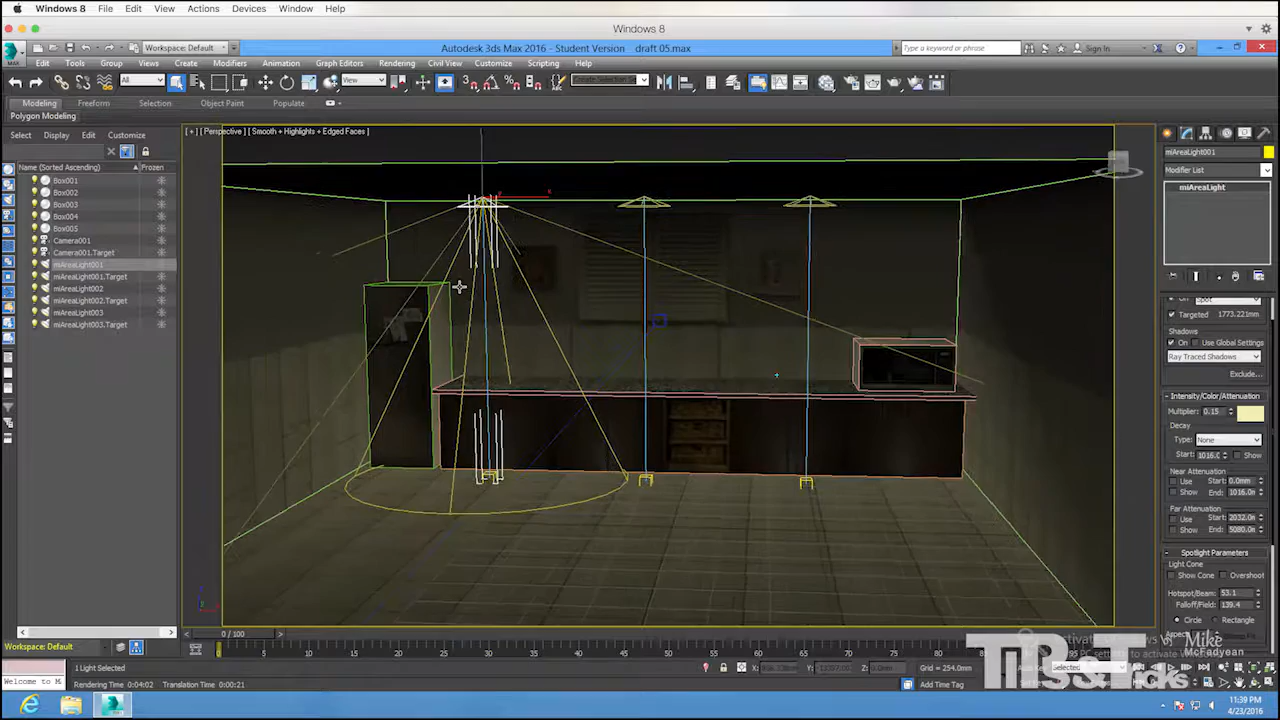 Windows 8 File Edit View Actions Devices Window Help
Windows 8
Workspace: Default
Autodesk 3ds Max 2016 - Student Version draft 05.max
Type a keyword or phrase
Sign In
Edit Tools Group Views Create Modifiers Animation Graph Editors Rendering Civil View Customize Scripting Help
All
View
Modeling Freeform Selection Object Paint Populate
Polygon Modeling
Select Display Edit Customize
Name (Sorted Ascending) Frozen
Box001
Box002
Box003
Box004
Box005
Camera001
Camera001.Target
miAreaLight001
miAreaLight001.Target
miAreaLight002
miAreaLight002.Target
miAreaLight003
miAreaLight003.Target
[ + ] [ Perspective ] [ Smooth + Highlights + Edged Faces ]
miAreaLight001
Modifier List
miAreaLight
On Spot
Targeted 1773.221mm
Shadows
On Use Global Settings
Ray Traced Shadows
Exclude...
Intensity/Color/Attenuation
Multiplier: 0.15
Decay
Type: None
Start: 1016.0 Show
Near Attenuation
Use Start: 0.0mm
Show End: 1016.0m
Far Attenuation
Use Start: 2032.0m
Show End: 5080.0m
Spotlight Parameters
Light Cone
Show Cone Overshoot
Hotspot/Beam: 53.1
Falloff/Field: 139.4
Circle Rectangle
0 / 100
Workspace: Default
0 5 10 15 20 25 30 35 40 45 50 55 60 65 70 75 80 85
Mike
McFadyean
TiPS & Tricks
1 Light Selected
X: Y: Z: 0.0mm Grid = 254.0mm
Selected
Welcome to M
Rendering Time: 0:04:02 Translation Time: 0:00:21
Add Time Tag
11:39 PM
4/23/2016